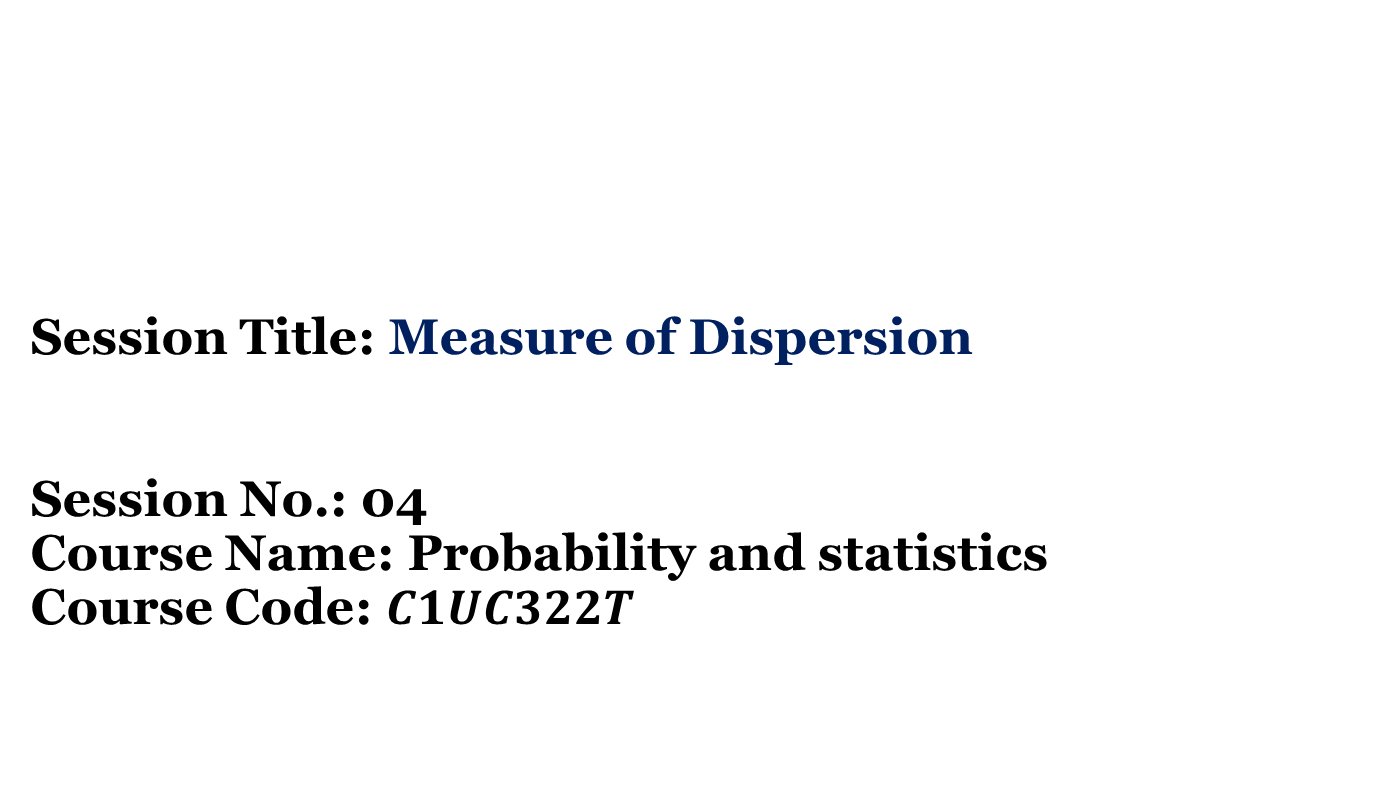 Session Title: Measure of Dispersion
Session No.: 04
Course Name: Probability and statistics
Course Code: C1UC322T